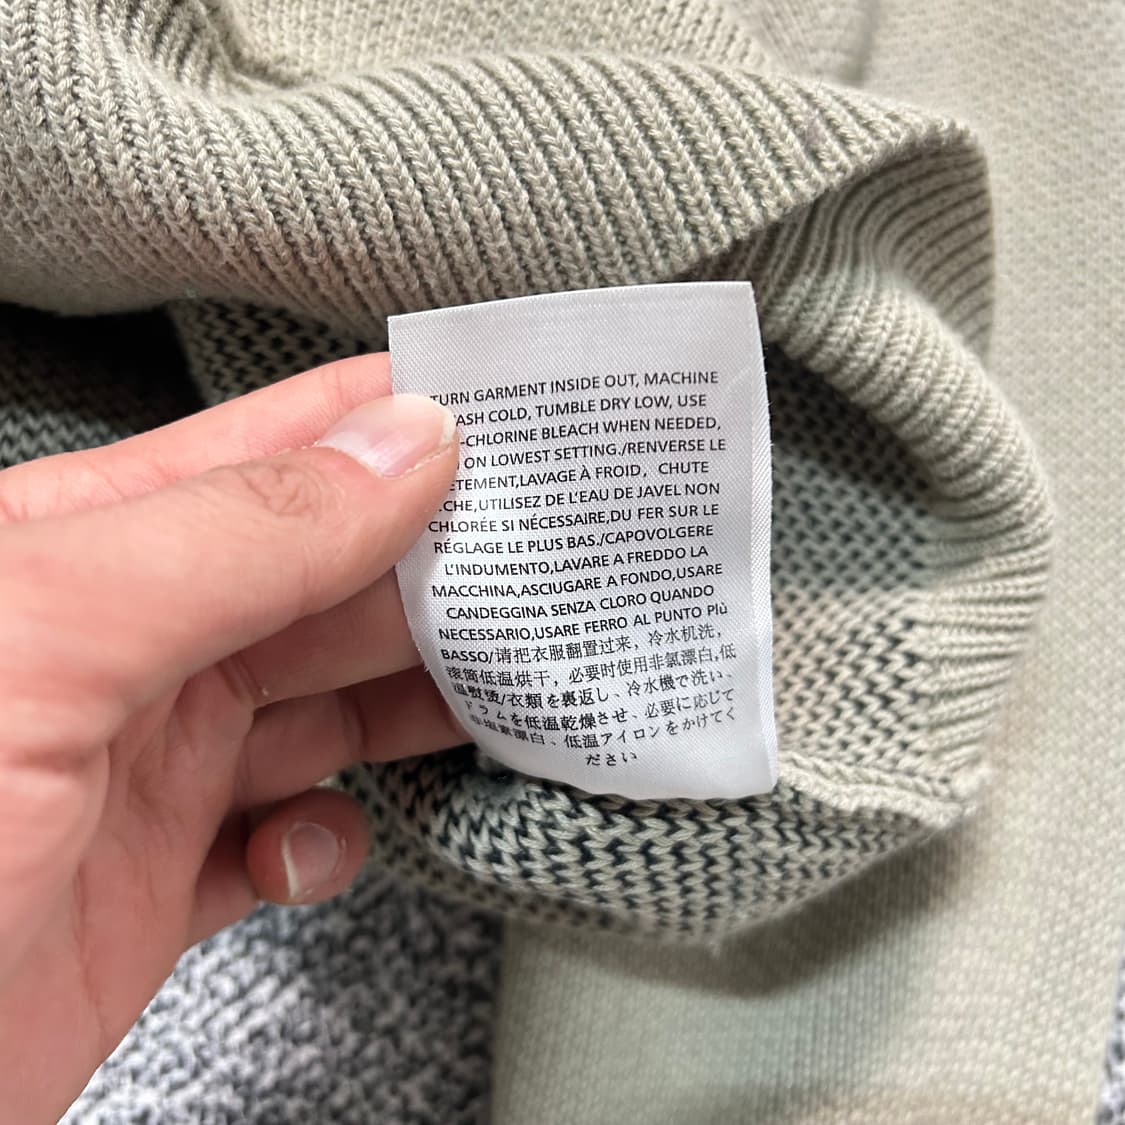 TURN GARMENT INSIDE OUT, MACHINE
COLD, TUMBLE DRY LOW, USE
-CHLORINE BLEACH WHEN NEEDED,
ON LOWEST SETTING./RENVERSE LE
ETEMENT,LAVAGE À FROID, CHUTE
CHE,UTILISEZ DE L'EAU DE JAVEL NON
CHLORÉE SI NÉCESSAIRE,DU FER SUR LE
RÉGLAGE LE PLUS BAS./CAPOVOLGERE
L'INDUMENTO,LAVARE A FREDDO LA
MACCHINA,ASCIUGARE A FONDO,USARE
CANDEGGINA SENZA CLORO QUANDO
NECESSARIO,USARE FERRO AL PUNTO PIù
BASSO/请把衣服翻置过来，冷水机洗，
滚筒低温烘干，必要时使用非氯漂白,低
温熨烫/衣類を裏返し、冷水機で洗い、
ドラムを低温乾燥させ、必要に応じて
非塩素漂白、低温アイロンをかけてく
ださい